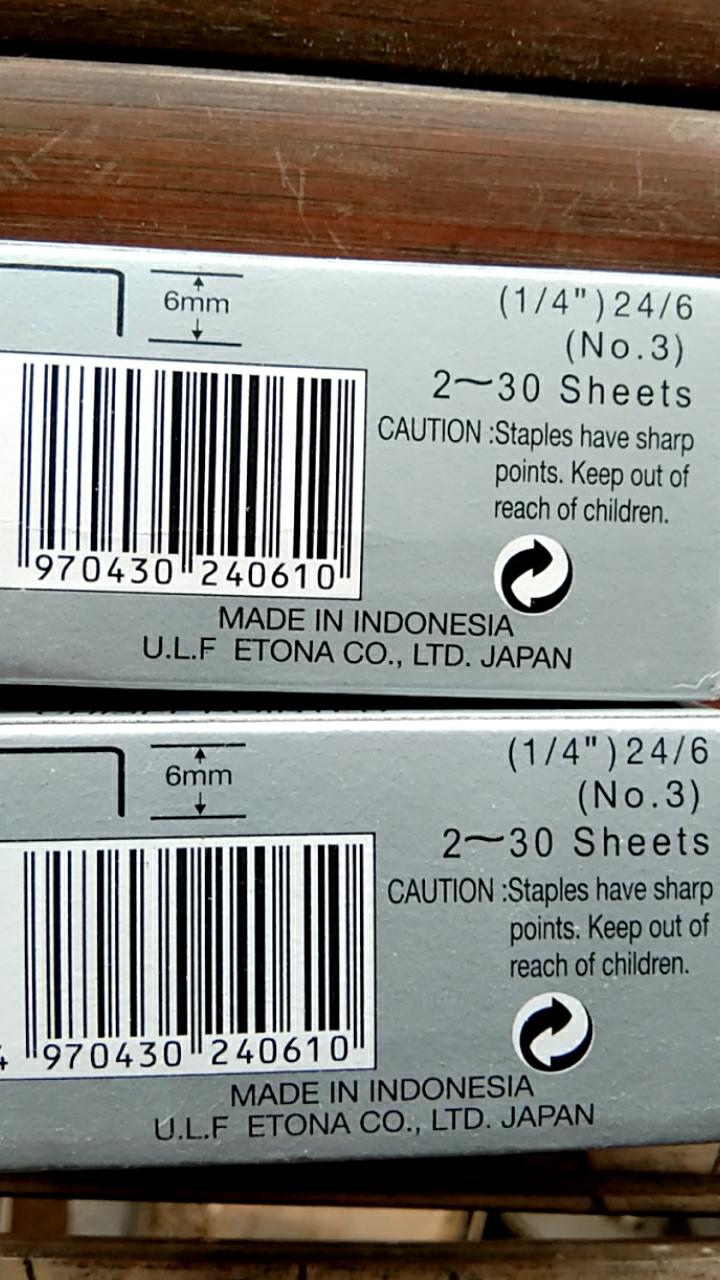 6mm
(1/4")24/6
(No.3)
2~30 Sheets
CAUTION :Staples have sharp
points. Keep out of
reach of children.
970430 240610
MADE IN INDONESIA
U.L.F ETONA CO., LTD. JAPAN
6mm
(1/4")24/6
(No.3)
2~30 Sheets
CAUTION :Staples have sharp
points. Keep out of
reach of children.
4 970430 240610
MADE IN INDONESIA
U.L.F ETONA CO., LTD. JAPAN